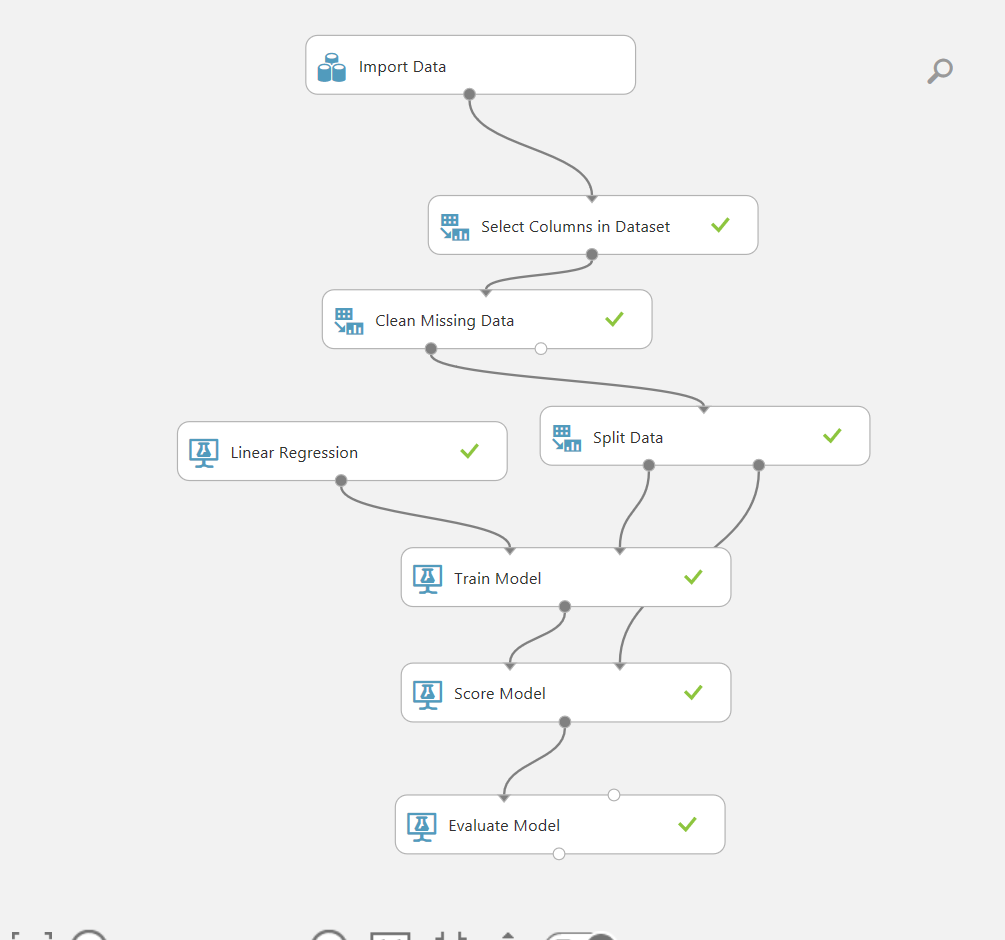 Import Data
Select Columns in Dataset
Clean Missing Data
Split Data
Linear Regression
Train Model
Score Model
Evaluate Model